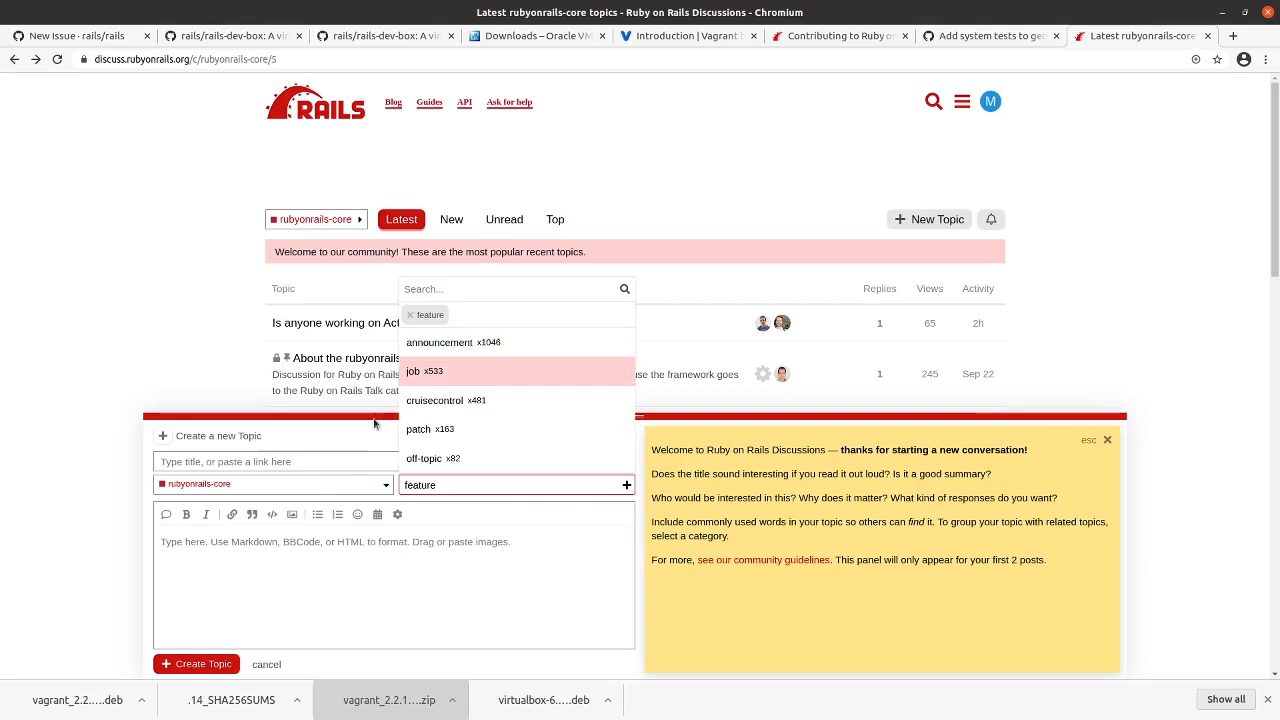 Latest rubyonrails-core topics - Ruby on Rails Discussions - Chromium
New Issue · rails/rails
rails/rails-dev-box: A vi
rails/rails-dev-box: A vi
Downloads – Oracle VM
Introduction | Vagrant b
Contributing to Ruby o
Add system tests to ge
Latest rubyonrails-core
discuss.rubyonrails.org/c/rubyonrails-core/5
RAILS
Blog
Guides
API
Ask for help
M
rubyonrails-core
Latest
New
Unread
Top
New Topic
Welcome to our community! These are the most popular recent topics.
Topic
Replies
Views
Activity
Is anyone working on Act
1
65
2h
About the rubyonrails
Discussion for Ruby on Rails
use the framework goes
to the Ruby on Rails Talk cat
1
245
Sep 22
Search...
× feature
announcement x1046
job x533
cruisecontrol x481
patch x163
off-topic x82
Create a new Topic
Type title, or paste a link here
rubyonrails-core
feature
Type here. Use Markdown, BBCode, or HTML to format. Drag or paste images.
Create Topic
cancel
esc
Welcome to Ruby on Rails Discussions — thanks for starting a new conversation!
Does the title sound interesting if you read it out loud? Is it a good summary?
Who would be interested in this? Why does it matter? What kind of responses do you want?
Include commonly used words in your topic so others can find it. To group your topic with related topics,
select a category.
For more, see our community guidelines. This panel will only appear for your first 2 posts.
vagrant_2.2.....deb
.14_SHA256SUMS
vagrant_2.2.1....zip
virtualbox-6.....deb
Show all